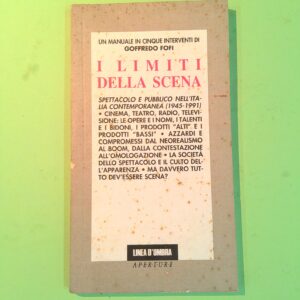 UN MANUALE IN CINQUE INTERVENTI DI
GOFFREDO FOFI
I LIMITI
DELLA SCENA
SPETTACOLO E PUBBLICO NELL'ITA-
LIA CONTEMPORANEA (1945-1991)
• CINEMA, TEATRO, RADIO, TELEVI-
SIONE: LE OPERE E I NOMI, I TALENTI
E I BIDONI, I PRODOTTI "ALTI" E I
PRODOTTI "BASSI" • AZZARDI E
COMPROMESSI DAL NEOREALISMO
AL BOOM, DALLA CONTESTAZIONE
ALL'OMOLOGAZIONE • LA SOCIETÀ
DELLO SPETTACOLO E IL CULTO DEL-
L'APPARENZA • MA DAVVERO TUT-
TO DEV'ESSERE SCENA?
LINEA D'OMBRA
APERTURE